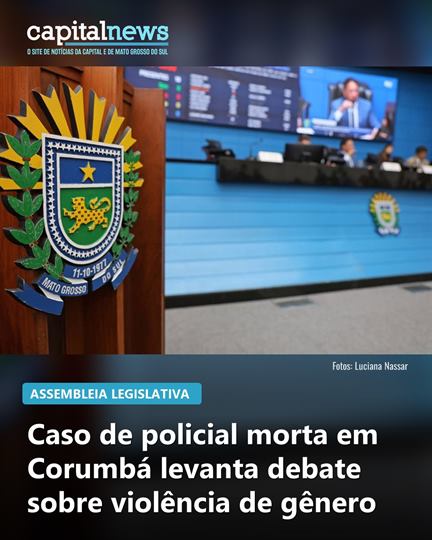 capitalnews
O SITE DE NOTÍCIAS DA CAPITAL E DE MATO GROSSO DO SUL
11-10-1977
MATO GROSSO DO SUL
Fotos: Luciana Nassar
ASSEMBLEIA LEGISLATIVA
Caso de policial morta em
Corumbá levanta debate
sobre violência de gênero